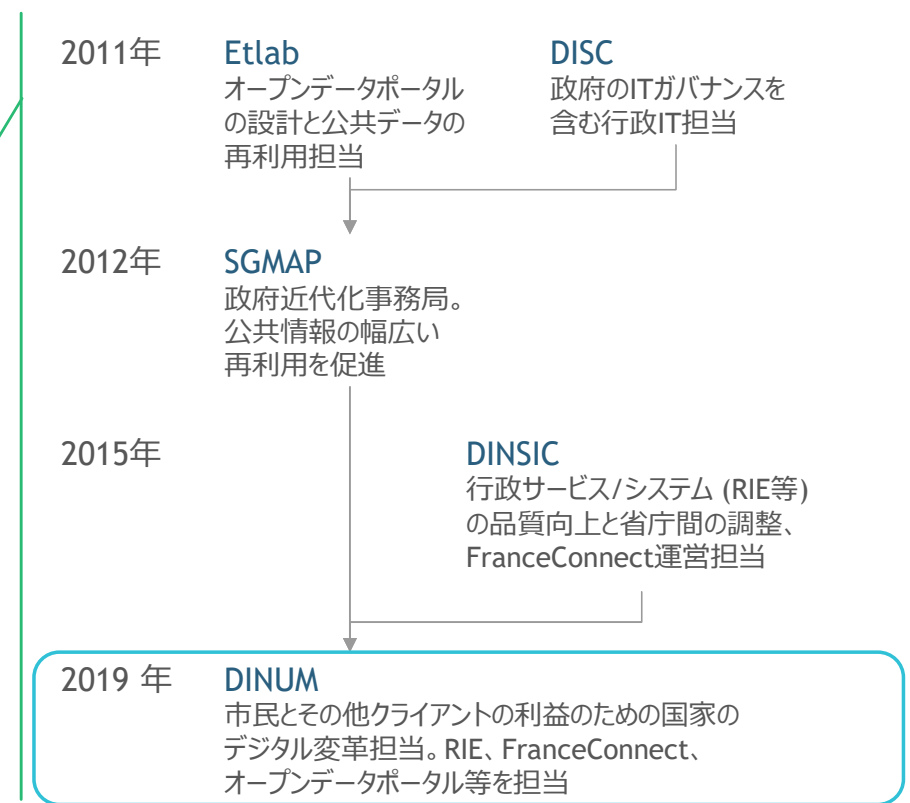 2011年
Etlab
オープンデータポータル
の設計と公共データの
再利用担当
DISC
政府のITガバナンスを
含む行政IT担当
2012年
SGMAP
政府近代化事務局。
公共情報の幅広い
再利用を促進
2015年
DINSIC
行政サービス/システム (RIE等)
の品質向上と省庁間の調整、
FranceConnect運営担当
2019 年
DINUM
市民とその他クライアントの利益のための国家の
デジタル変革担当。RIE、FranceConnect、
オープンデータポータル等を担当